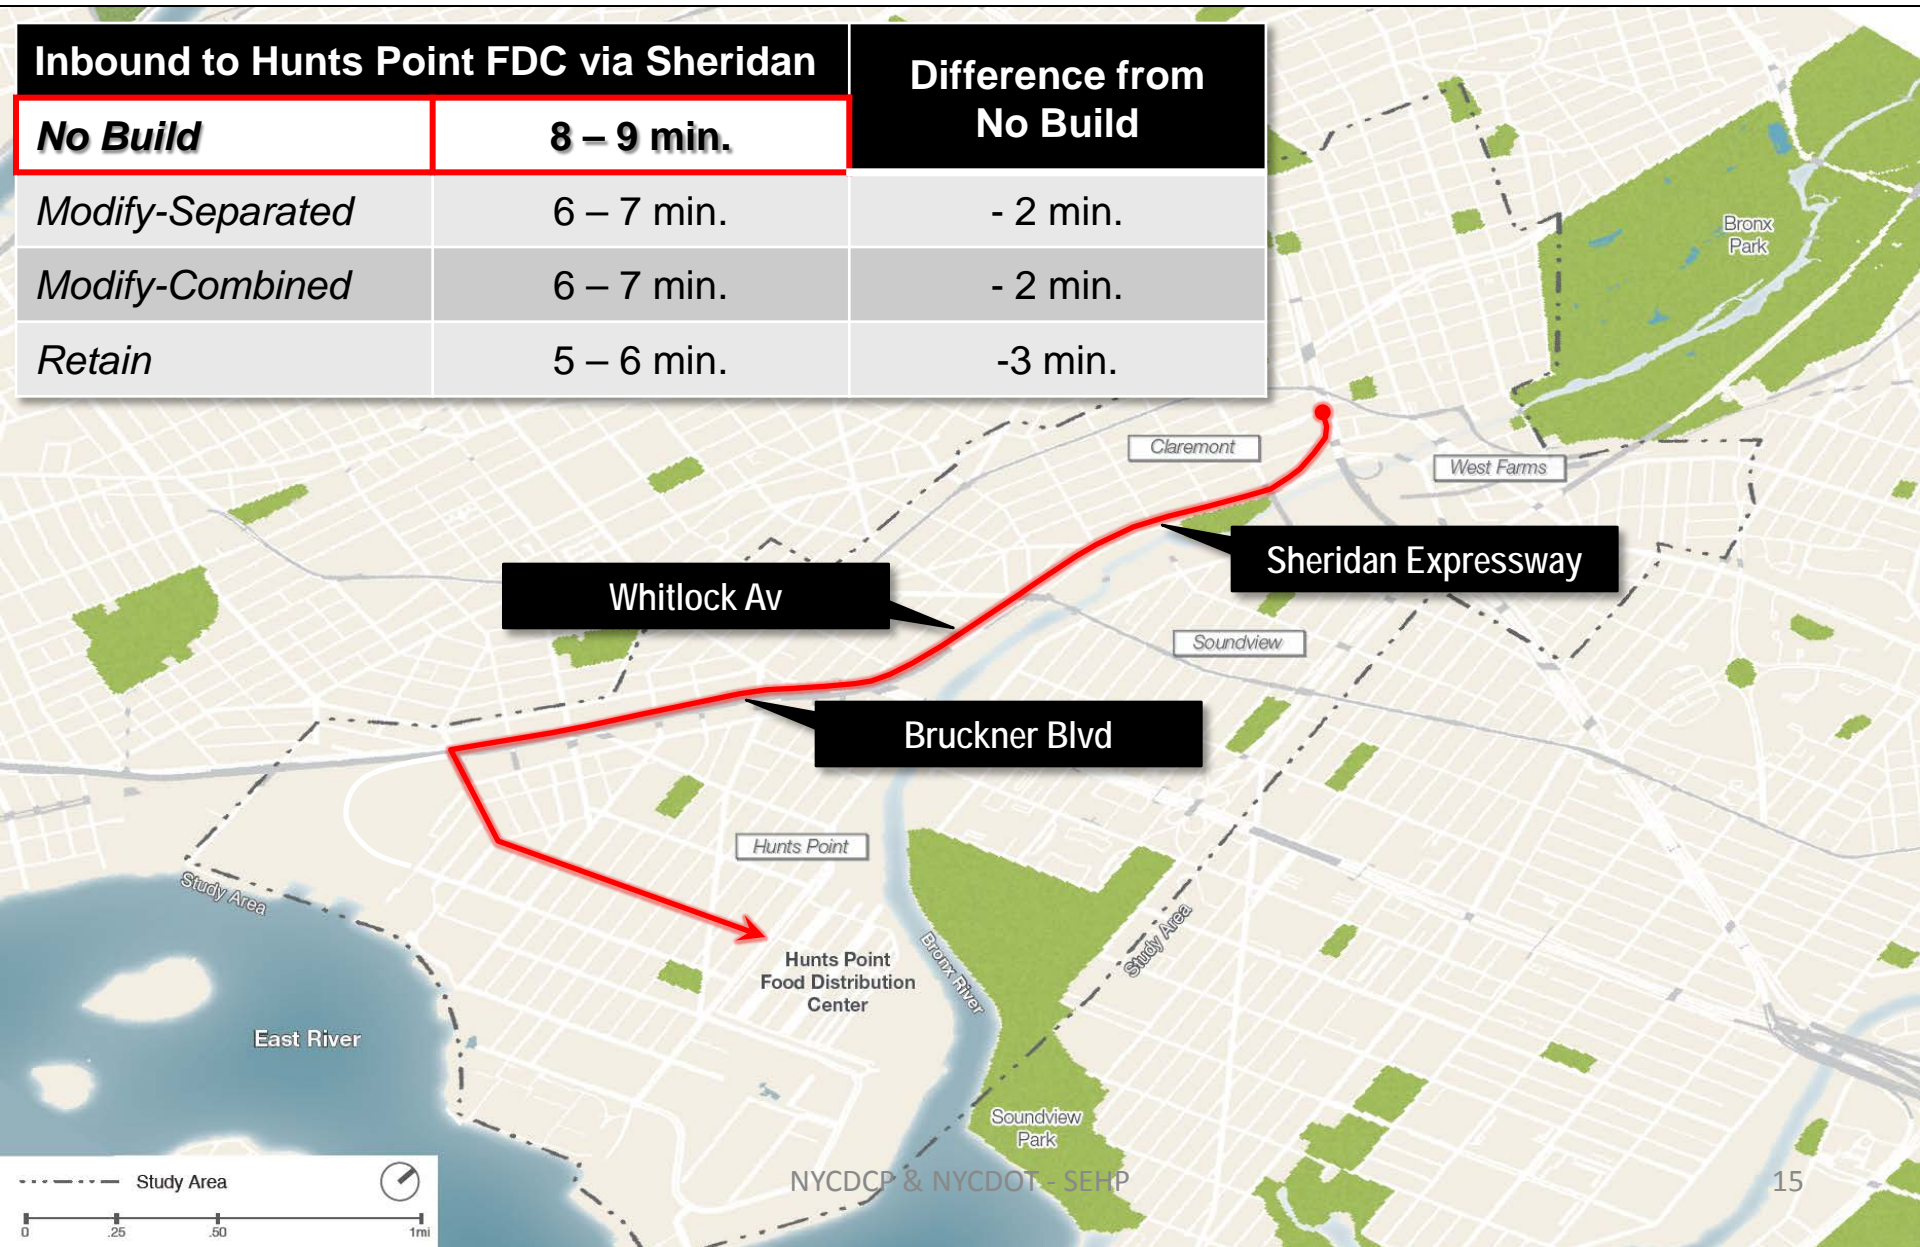 Inbound to Hunts Point FDC via Sheridan
Difference from
No Build
No Build 8 – 9 min.
Modify-Separated 6 – 7 min. - 2 min.
Modify-Combined 6 – 7 min. - 2 min.
Retain 5 – 6 min. -3 min.
Bronx
Park
Claremont
West Farms
Sheridan Expressway
Whitlock Av
Soundview
Bruckner Blvd
Hunts Point
Study Area
Study Area
Hunts Point
Food Distribution
Center
Bronx River
East River
Soundview
Park
Study Area
0 .25 .50 1mi
NYCDCP & NYCDOT - SEHP
15